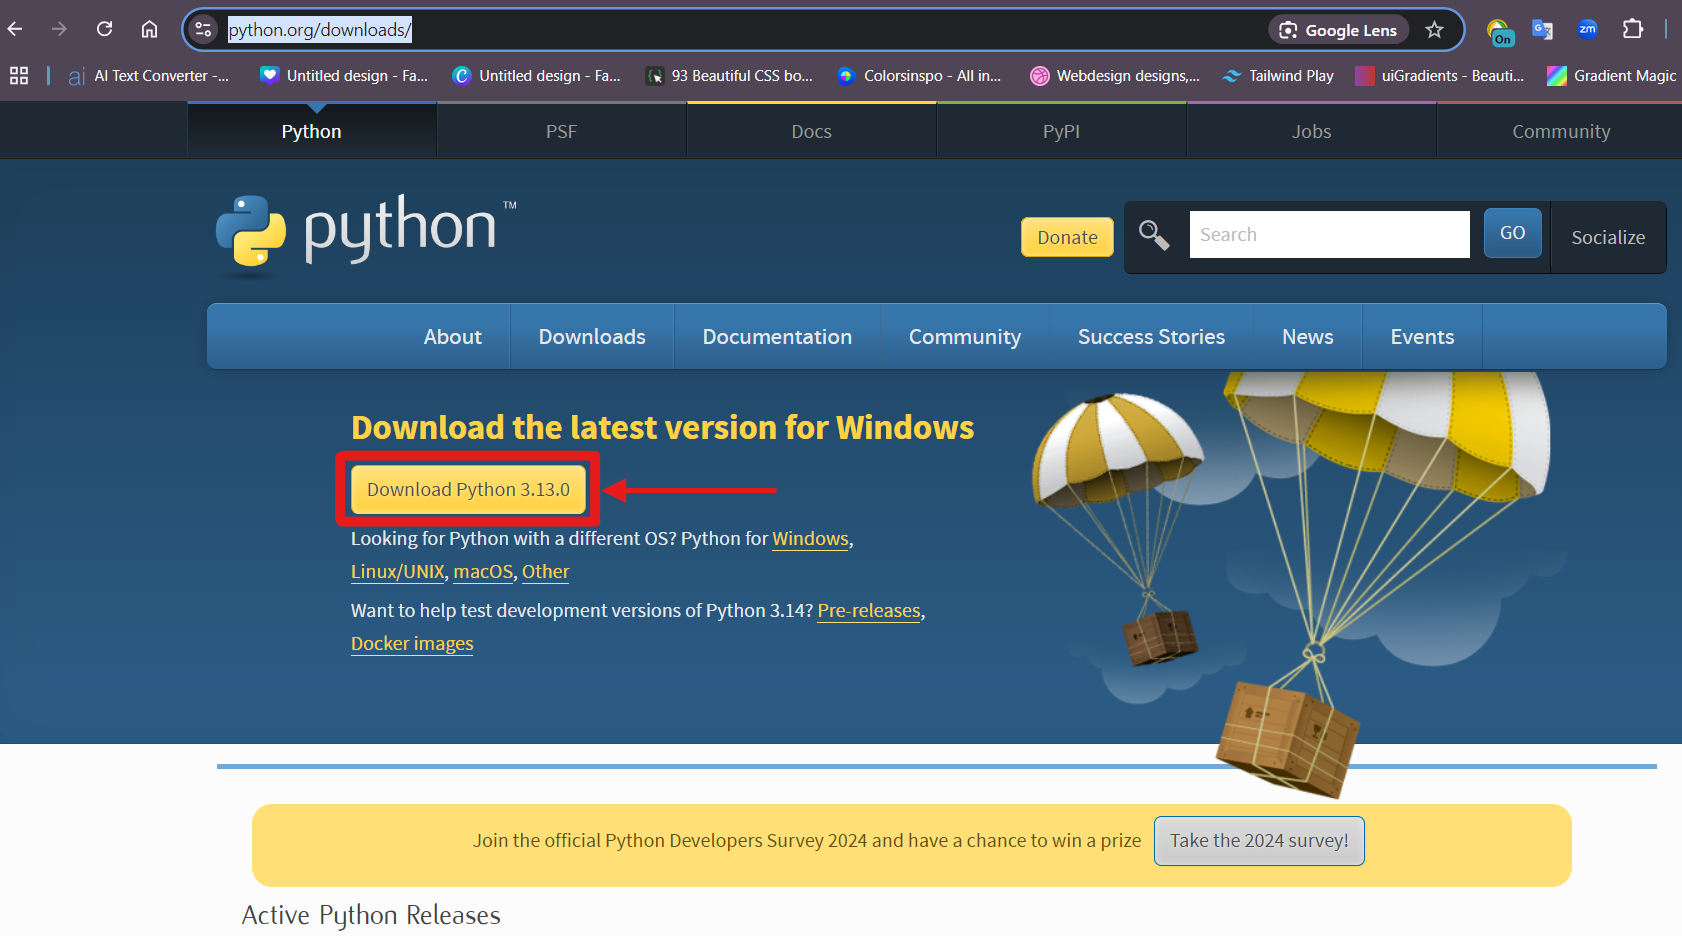 python.org/downloads/
Google Lens
On
zm
AI Text Converter -...
Untitled design - Fa...
Untitled design - Fa...
93 Beautiful CSS bo...
Colorsinspo - All in...
Webdesign designs,...
Tailwind Play
uiGradients - Beauti...
Gradient Magic
Python
PSF
Docs
PyPI
Jobs
Community
python™
Donate
Search
GO
Socialize
About
Downloads
Documentation
Community
Success Stories
News
Events
Download the latest version for Windows
Download Python 3.13.0
Looking for Python with a different OS? Python for Windows,
Linux/UNIX, macOS, Other
Want to help test development versions of Python 3.14? Pre-releases,
Docker images
Join the official Python Developers Survey 2024 and have a chance to win a prize
Take the 2024 survey!
Active Python Releases